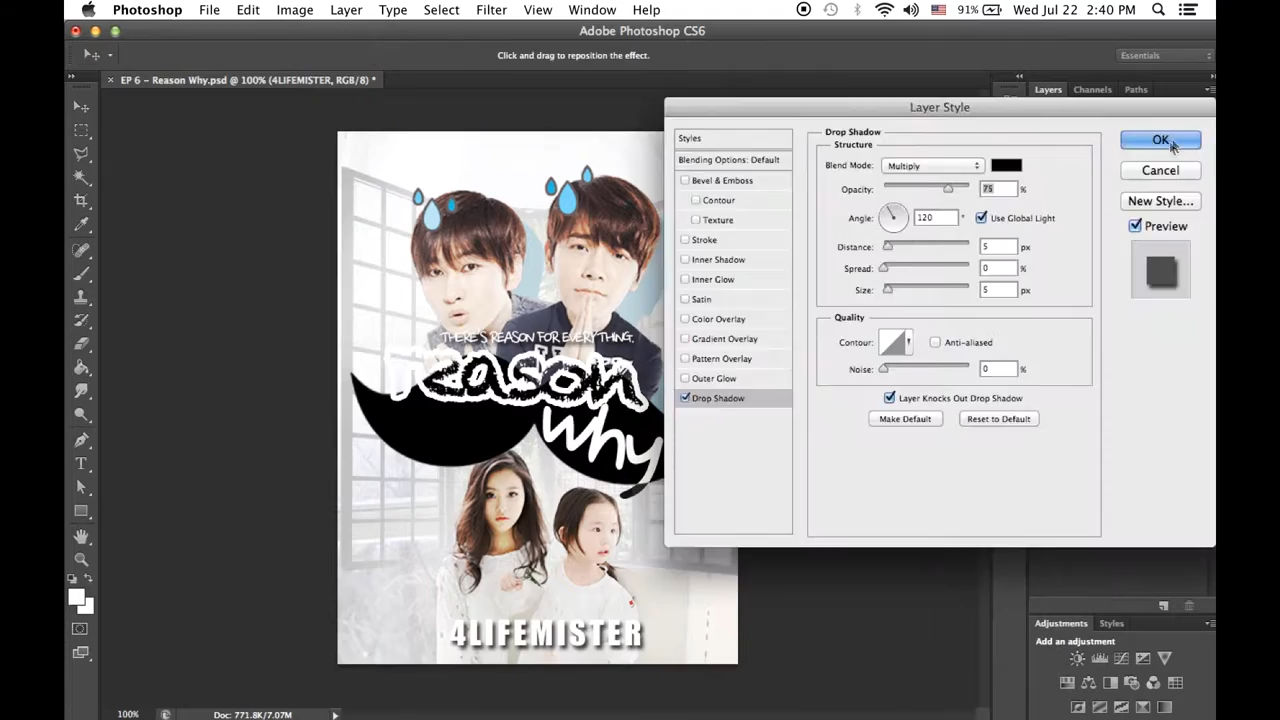 Photoshop File Edit Image Layer Type Select Filter View Window Help 91% Wed Jul 22 2:40 PM
Adobe Photoshop CS6
Click and drag to reposition the effect. Essentials
× EP 6 - Reason Why.psd @ 100% (4LIFEMISTER, RGB/8) *
Layers Channels Paths
Layer Style
Styles
Blending Options: Default
Bevel & Emboss
Contour
Texture
Stroke
Inner Shadow
Inner Glow
Satin
Color Overlay
Gradient Overlay
Pattern Overlay
Outer Glow
Drop Shadow
Drop Shadow
Structure
Blend Mode: Multiply
Opacity: 75 %
Angle: 120 ° Use Global Light
Distance: 5 px
Spread: 0 %
Size: 5 px
Quality
Contour: Anti-aliased
Noise: 0 %
Layer Knocks Out Drop Shadow
Make Default Reset to Default
OK
Cancel
New Style...
Preview
THERE'S REASON FOR EVERYTHING.
reason
why
4LIFEMISTER
Adjustments Styles
Add an adjustment
100% Doc: 771.8K/7.07M